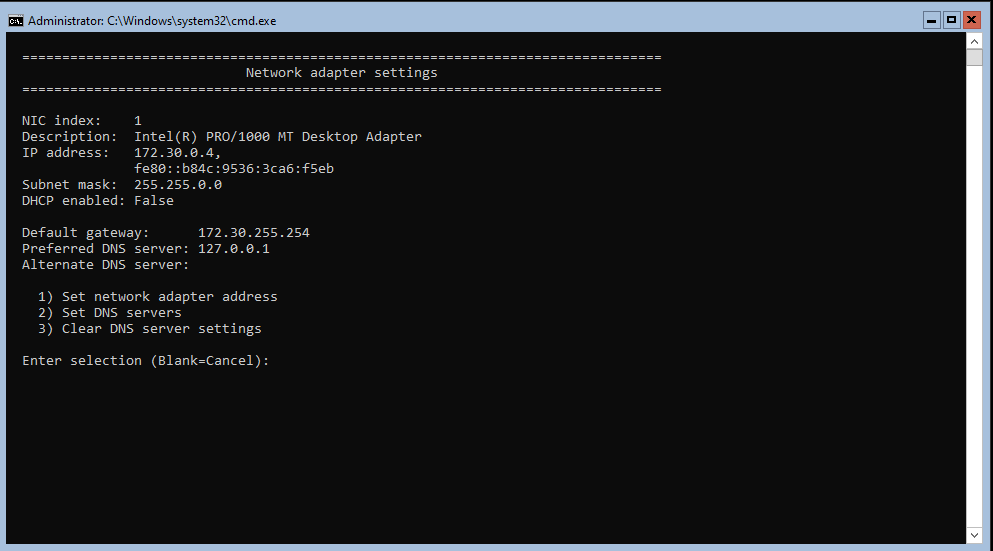 Administrator: C:\Windows\system32\cmd.exe
================================================================================
Network adapter settings
================================================================================
NIC index: 1
Description: Intel(R) PRO/1000 MT Desktop Adapter
IP address: 172.30.0.4,
fe80::b84c:9536:3ca6:f5eb
Subnet mask: 255.255.0.0
DHCP enabled: False
Default gateway: 172.30.255.254
Preferred DNS server: 127.0.0.1
Alternate DNS server:
1) Set network adapter address
2) Set DNS servers
3) Clear DNS server settings
Enter selection (Blank=Cancel):